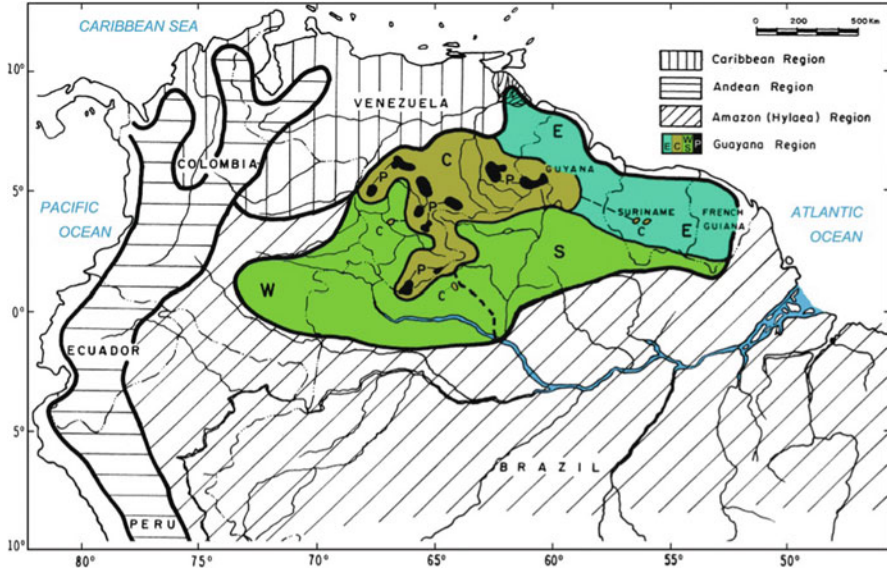 CARIBBEAN SEA
0 200 500 Km
Caribbean Region
Andean Region
Amazon (Hylaea) Region
E C W S P Guayana Region
10°
VENEZUELA
E
C
GUYANA
COLOMBIA
P
P
5°
P
PACIFIC
OCEAN
SURINAME
FRENCH
GUIANA
ATLANTIC
OCEAN
C
C
E
S
P
W
C
0°
ECUADOR
5°
BRAZIL
PERU
10°
80° 75° 70° 65° 60° 55° 50°